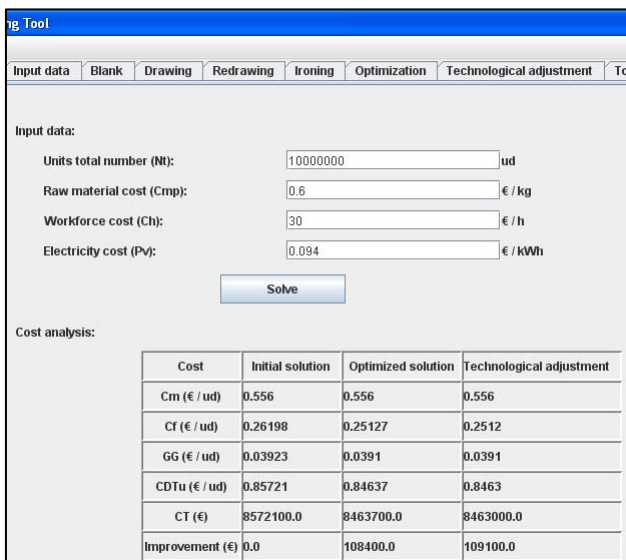 ng Tool
Input data Blank Drawing Redrawing Ironing Optimization Technological adjustment To
Input data:
Units total number (Nt): 10000000 ud
Raw material cost (Cmp): 0.6 € / kg
Workforce cost (Ch): 30 € / h
Electricity cost (Pv): 0.094 € / kWh
Solve
Cost analysis:
Cost Initial solution Optimized solution Technological adjustment
Cm (€ / ud) 0.556 0.556 0.556
Cf (€ / ud) 0.26198 0.25127 0.2512
GG (€ / ud) 0.03923 0.0391 0.0391
CDTu (€ / ud) 0.85721 0.84637 0.8463
CT (€) 8572100.0 8463700.0 8463000.0
Improvement (€) 0.0 108400.0 109100.0